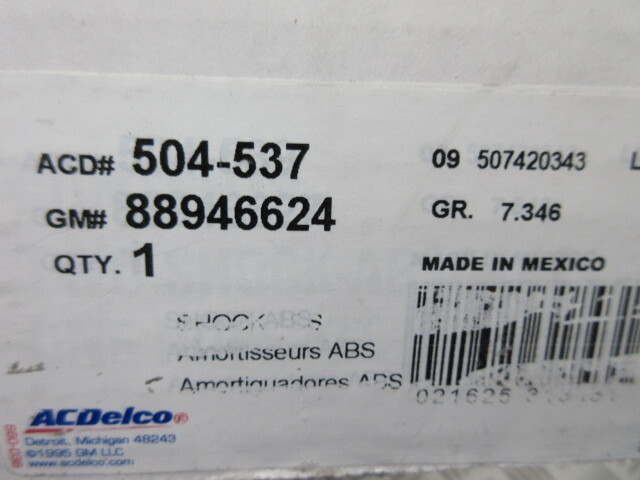 ACD# 504-537
09 507420343 L
GM# 88946624
GR. 7.346
QTY. 1
MADE IN MEXICO
SHOCK ABS
Amortisseurs ABS
Amortiguadores ABS
021625
ACDelco®
Detroit, Michigan 48243
©1995 GM LLC
www.acdelco.com